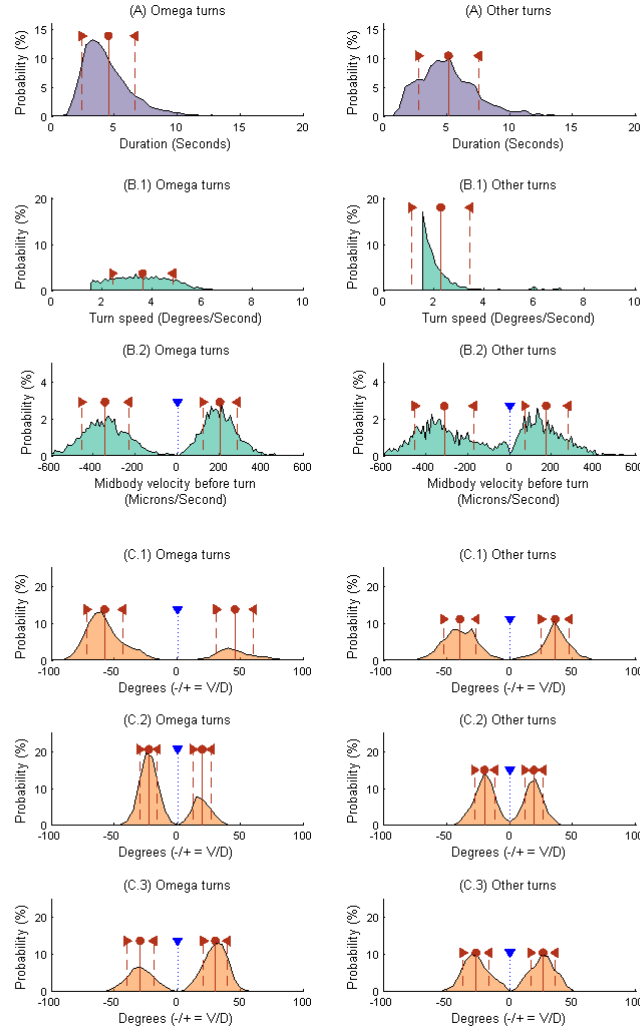 (A) Omega turns
(A) Other turns
Probability (%)
15
10
5
0
0
5
10
15
20
Duration (Seconds)
Probability (%)
15
10
5
0
0
5
10
15
20
Duration (Seconds)
(B.1) Omega turns
(B.1) Other turns
Probability (%)
20
10
0
0
2
4
6
8
10
Turn speed (Degrees/Second)
Probability (%)
20
10
0
2
4
6
8
10
Turn speed (Degrees/Second)
(B.2) Omega turns
(B.2) Other turns
Probability (%)
4
2
0
-600
-400
-200
0
200
400
600
Midbody velocity before turn
(Microns/Second)
Probability (%)
4
2
0
-600
-400
-200
0
200
400
600
Midbody velocity before turn
(Microns/Second)
(C.1) Omega turns
(C.1) Other turns
Probability (%)
20
10
0
-100
-50
0
50
100
Degrees (-/+ = V/D)
Probability (%)
20
10
0
-100
-50
0
50
100
Degrees (-/+ = V/D)
(C.2) Omega turns
(C.2) Other turns
Probability (%)
20
10
0
-100
-50
0
50
100
Degrees (-/+ = V/D)
Probability (%)
20
10
0
-100
-50
0
50
100
Degrees (-/+ = V/D)
(C.3) Omega turns
(C.3) Other turns
Probability (%)
20
10
0
-100
-50
0
50
100
Degrees (-/+ = V/D)
Probability (%)
20
10
0
-100
-50
0
50
100
Degrees (-/+ = V/D)